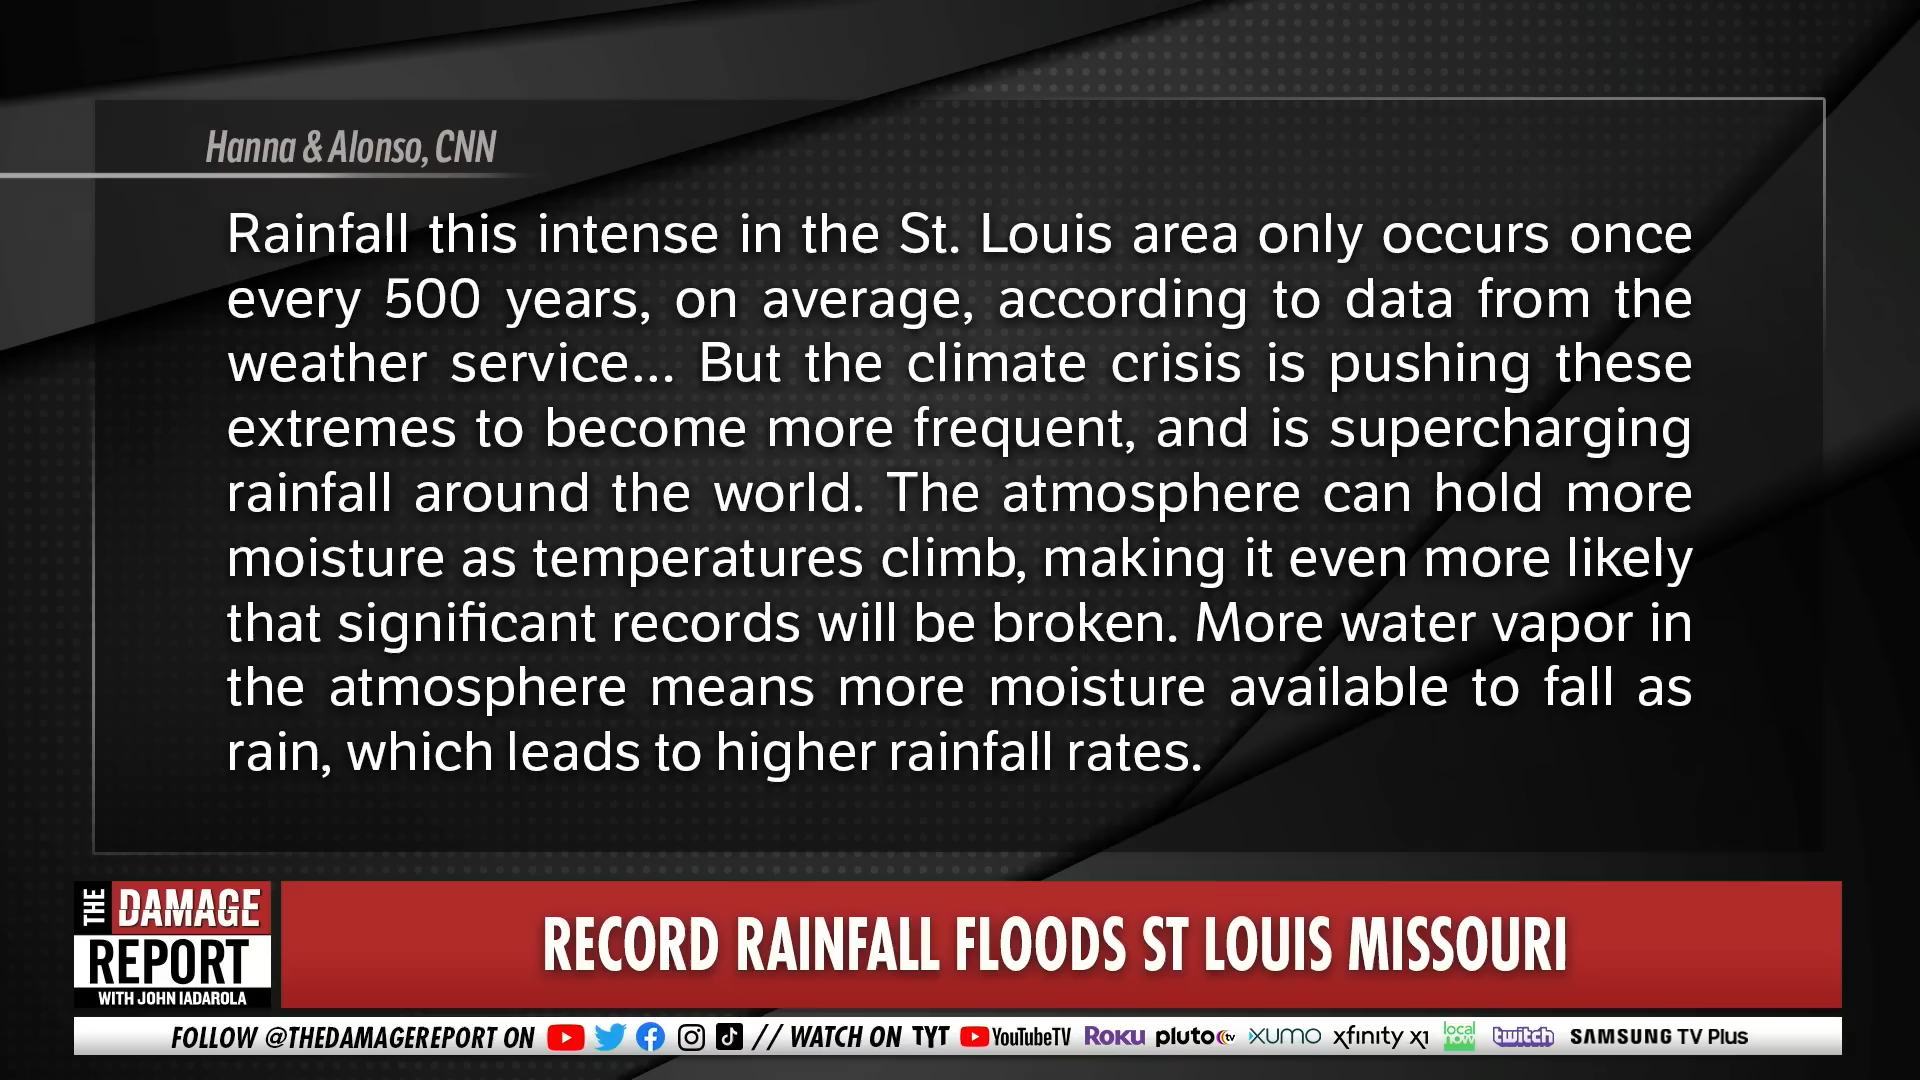 Hanna & Alonso, CNN
Rainfall this intense in the St. Louis area only occurs once
every 500 years, on average, according to data from the
weather service... But the climate crisis is pushing these
extremes to become more frequent, and is supercharging
rainfall around the world. The atmosphere can hold more
moisture as temperatures climb, making it even more likely
that significant records will be broken. More water vapor in
the atmosphere means more moisture available to fall as
rain, which leads to higher rainfall rates.
THE DAMAGE
REPORT
WITH JOHN IADAROLA
RECORD RAINFALL FLOODS ST LOUIS MISSOURI
FOLLOW @THEDAMAGEREPORT ON // WATCH ON TYT YouTubeTV ROKU pluto tv XUMO xfinity x1 local now twitch SAMSUNG TV Plus